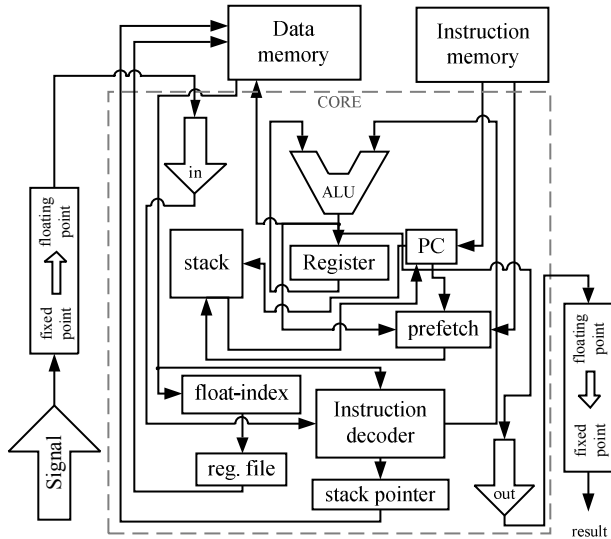 Data
memory
Instruction
memory
CORE
in
ALU
floating
point
fixed
point
stack
Register
PC
prefetch
floating
point
fixed
point
float-index
Instruction
decoder
reg. file
stack pointer
out
Signal
result